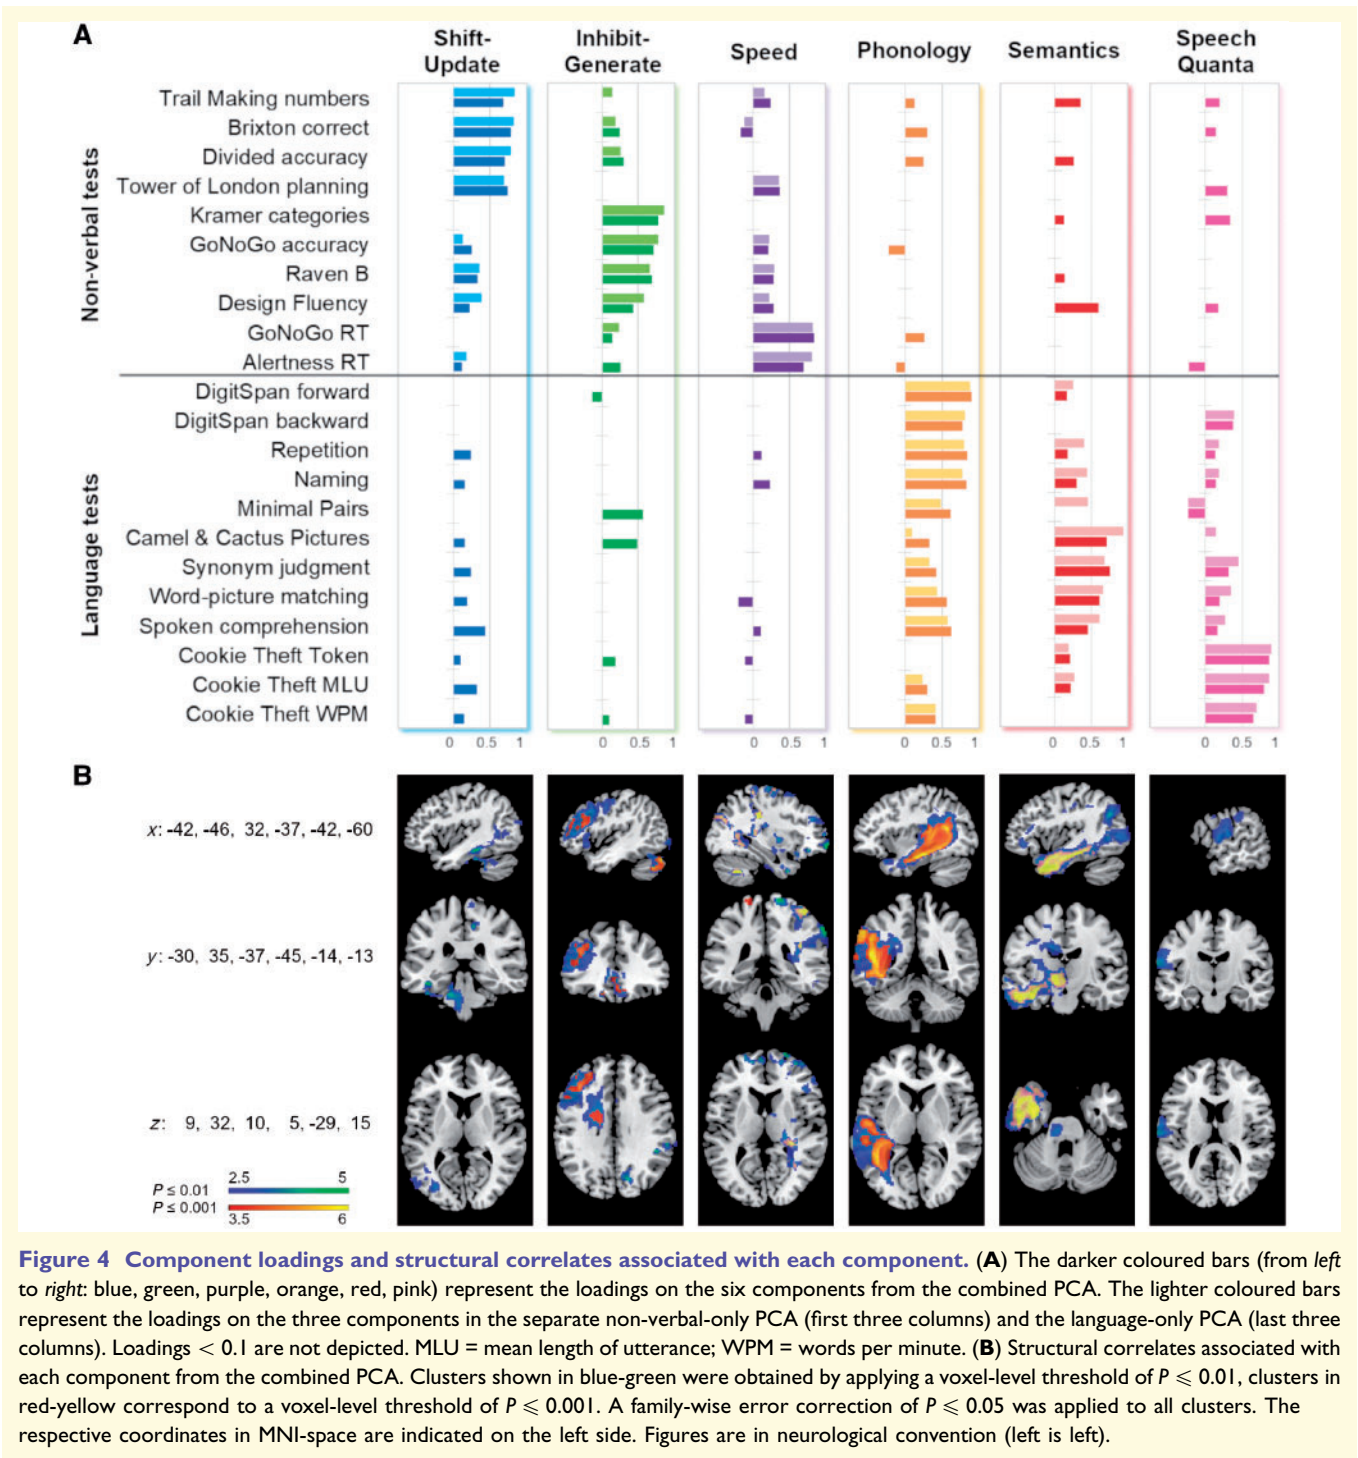 A
Shift-
Update
Inhibit-
Generate
Speed
Phonology
Semantics
Speech
Quanta
Non-verbal tests
Trail Making numbers
Brixton correct
Divided accuracy
Tower of London planning
Kramer categories
GoNoGo accuracy
Raven B
Design Fluency
GoNoGo RT
Alertness RT
Language tests
DigitSpan forward
DigitSpan backward
Repetition
Naming
Minimal Pairs
Camel & Cactus Pictures
Synonym judgment
Word-picture matching
Spoken comprehension
Cookie Theft Token
Cookie Theft MLU
Cookie Theft WPM
0 0.5 1 0 0.5 1 0 0.5 1 0 0.5 1 0 0.5 1 0 0.5 1
B
x: -42, -46, 32, -37, -42, -60
y: -30, 35, -37, -45, -14, -13
z: 9, 32, 10, 5, -29, 15
2.5 5
P ≤ 0.01
P ≤ 0.001
3.5 6
Figure 4 Component loadings and structural correlates associated with each component. (A) The darker coloured bars (from left
to right: blue, green, purple, orange, red, pink) represent the loadings on the six components from the combined PCA. The lighter coloured bars
represent the loadings on the three components in the separate non-verbal-only PCA (first three columns) and the language-only PCA (last three
columns). Loadings < 0.1 are not depicted. MLU = mean length of utterance; WPM = words per minute. (B) Structural correlates associated with
each component from the combined PCA. Clusters shown in blue-green were obtained by applying a voxel-level threshold of P ≤ 0.01, clusters in
red-yellow correspond to a voxel-level threshold of P ≤ 0.001. A family-wise error correction of P ≤ 0.05 was applied to all clusters. The
respective coordinates in MNI-space are indicated on the left side. Figures are in neurological convention (left is left).